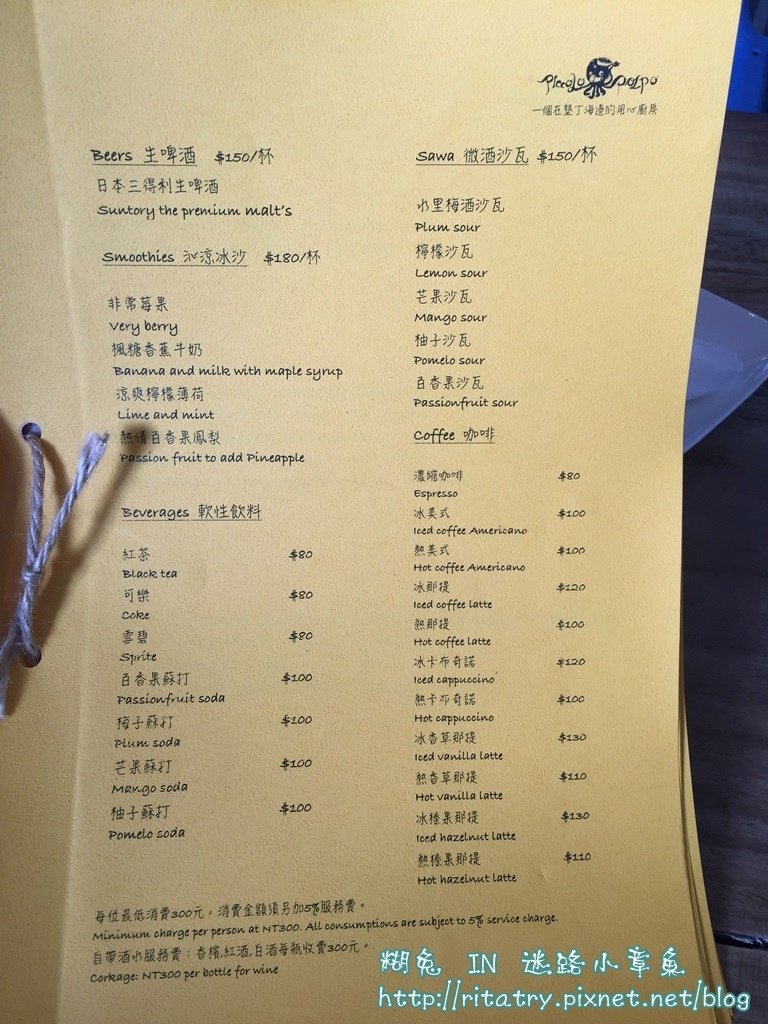 Piccolo polpo
一個在墾丁海邊的用心廚房
Beers 生啤酒 $150/杯
日本三得利生啤酒
Suntory the premium malt's
Smoothies 沁涼冰沙 $180/杯
非常莓果
Very berry
楓糖香蕉牛奶
Banana and milk with maple syrup
涼爽檸檬薄荷
Lime and mint
熱情百香果鳳梨
Passion fruit to add Pineapple
Beverages 軟性飲料
紅茶 $80
Black tea
可樂 $80
Coke
雪碧 $80
Sprite
百香果蘇打 $100
Passionfruit soda
梅子蘇打 $100
Plum soda
芒果蘇打 $100
Mango soda
柚子蘇打 $100
Pomelo soda
Sawa 微酒沙瓦 $150/杯
水里梅酒沙瓦
Plum sour
檸檬沙瓦
Lemon sour
芒果沙瓦
Mango sour
柚子沙瓦
Pomelo sour
百香果沙瓦
Passionfruit sour
Coffee 咖啡
濃縮咖啡 $80
Espresso
冰美式 $100
Iced coffee Americano
熱美式 $100
Hot coffee Americano
冰那提 $120
Iced coffee latte
熱那提 $100
Hot coffee latte
冰卡布奇諾 $120
Iced cappuccino
熱卡布奇諾 $100
Hot cappuccino
冰香草那提 $130
Iced vanilla latte
熱香草那提 $110
Hot vanilla latte
冰榛果那提 $130
Iced hazelnut latte
熱榛果那提 $110
Hot hazelnut latte
每位最低消費300元，消費金額須另加5%服務費。
Minimum charge per person at NT300. All consumptions are subject to 5% service charge.
自帶酒水服務費：香檳,紅酒,白酒每瓶收費300元。
Corkage: NT300 per bottle for wine
糊兔 IN 迷路小章魚
http://ritatry.pixnet.net/blog